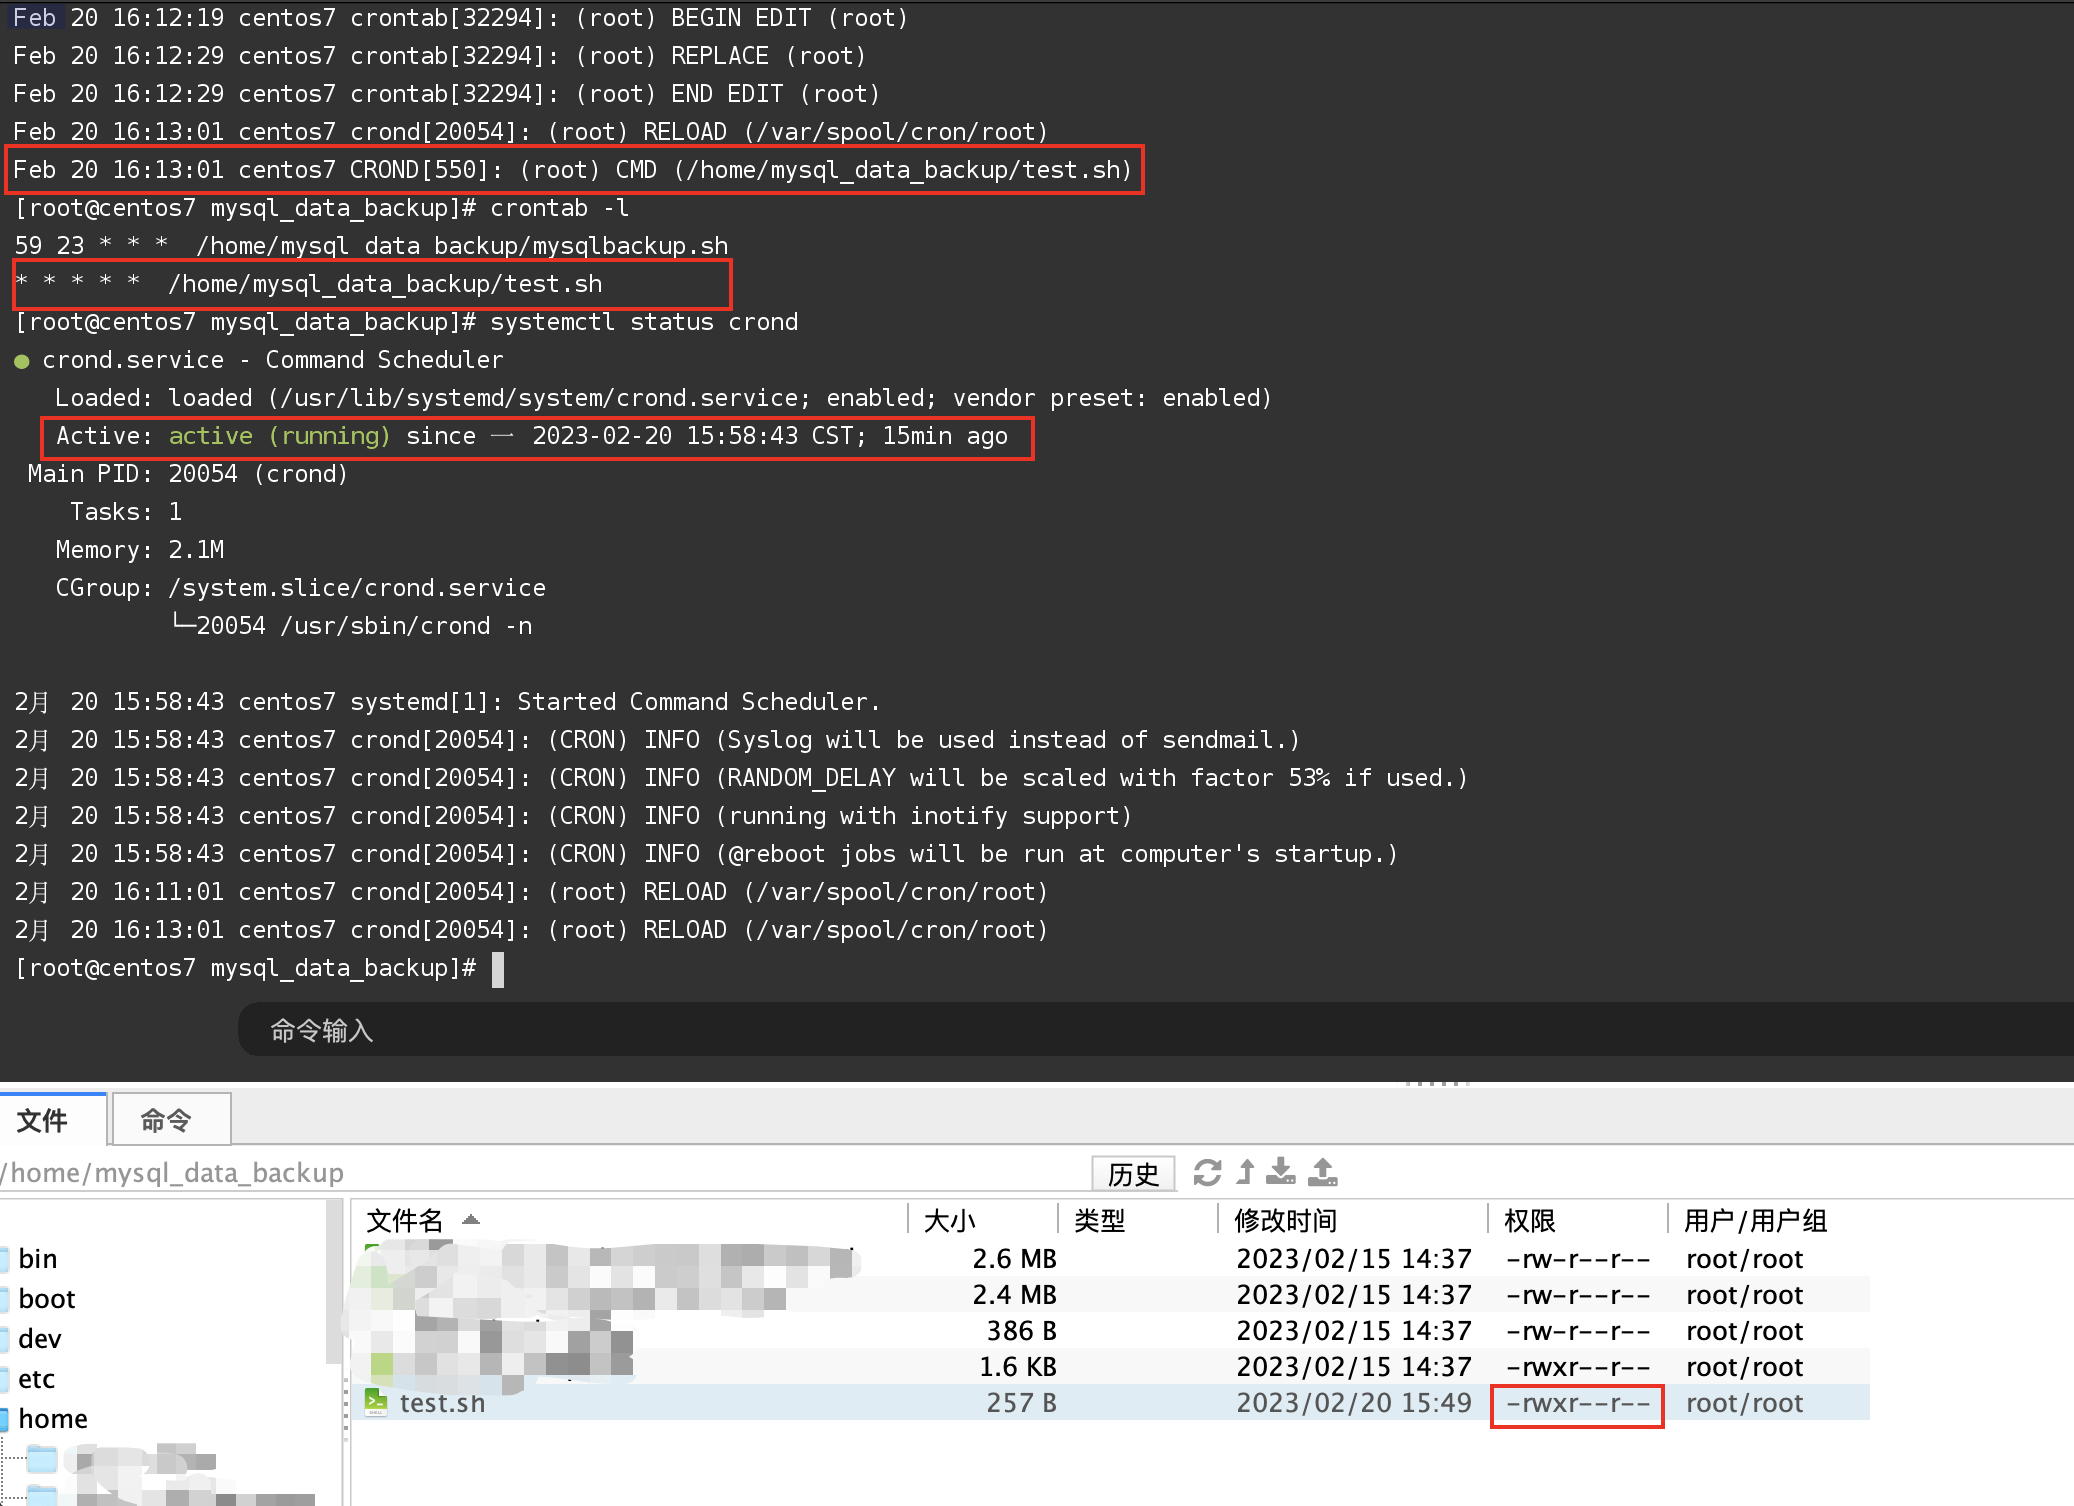 Feb 20 16:12:19 centos7 crontab[32294]: (root) BEGIN EDIT (root)
Feb 20 16:12:29 centos7 crontab[32294]: (root) REPLACE (root)
Feb 20 16:12:29 centos7 crontab[32294]: (root) END EDIT (root)
Feb 20 16:13:01 centos7 crond[20054]: (root) RELOAD (/var/spool/cron/root)
Feb 20 16:13:01 centos7 CROND[550]: (root) CMD (/home/mysql_data_backup/test.sh)
[root@centos7 mysql_data_backup]# crontab -l
59 23 * * *  /home/mysql_data_backup/mysqlbackup.sh
* * * * *  /home/mysql_data_backup/test.sh
[root@centos7 mysql_data_backup]# systemctl status crond
● crond.service - Command Scheduler
Loaded: loaded (/usr/lib/systemd/system/crond.service; enabled; vendor preset: enabled)
Active: active (running) since 一 2023-02-20 15:58:43 CST; 15min ago
Main PID: 20054 (crond)
Tasks: 1
Memory: 2.1M
CGroup: /system.slice/crond.service
└─20054 /usr/sbin/crond -n
2月 20 15:58:43 centos7 systemd[1]: Started Command Scheduler.
2月 20 15:58:43 centos7 crond[20054]: (CRON) INFO (Syslog will be used instead of sendmail.)
2月 20 15:58:43 centos7 crond[20054]: (CRON) INFO (RANDOM_DELAY will be scaled with factor 53% if used.)
2月 20 15:58:43 centos7 crond[20054]: (CRON) INFO (running with inotify support)
2月 20 15:58:43 centos7 crond[20054]: (CRON) INFO (@reboot jobs will be run at computer's startup.)
2月 20 16:11:01 centos7 crond[20054]: (root) RELOAD (/var/spool/cron/root)
2月 20 16:13:01 centos7 crond[20054]: (root) RELOAD (/var/spool/cron/root)
[root@centos7 mysql_data_backup]#
命令输入
文件 命令
/home/mysql_data_backup 历史
文件名 大小 类型 修改时间 权限 用户/用户组
bin 2.6 MB 2023/02/15 14:37 -rw-r--r-- root/root
boot 2.4 MB 2023/02/15 14:37 -rw-r--r-- root/root
dev 386 B 2023/02/15 14:37 -rw-r--r-- root/root
etc 1.6 KB 2023/02/15 14:37 -rwxr--r-- root/root
home test.sh 257 B 2023/02/20 15:49 -rwxr--r-- root/root